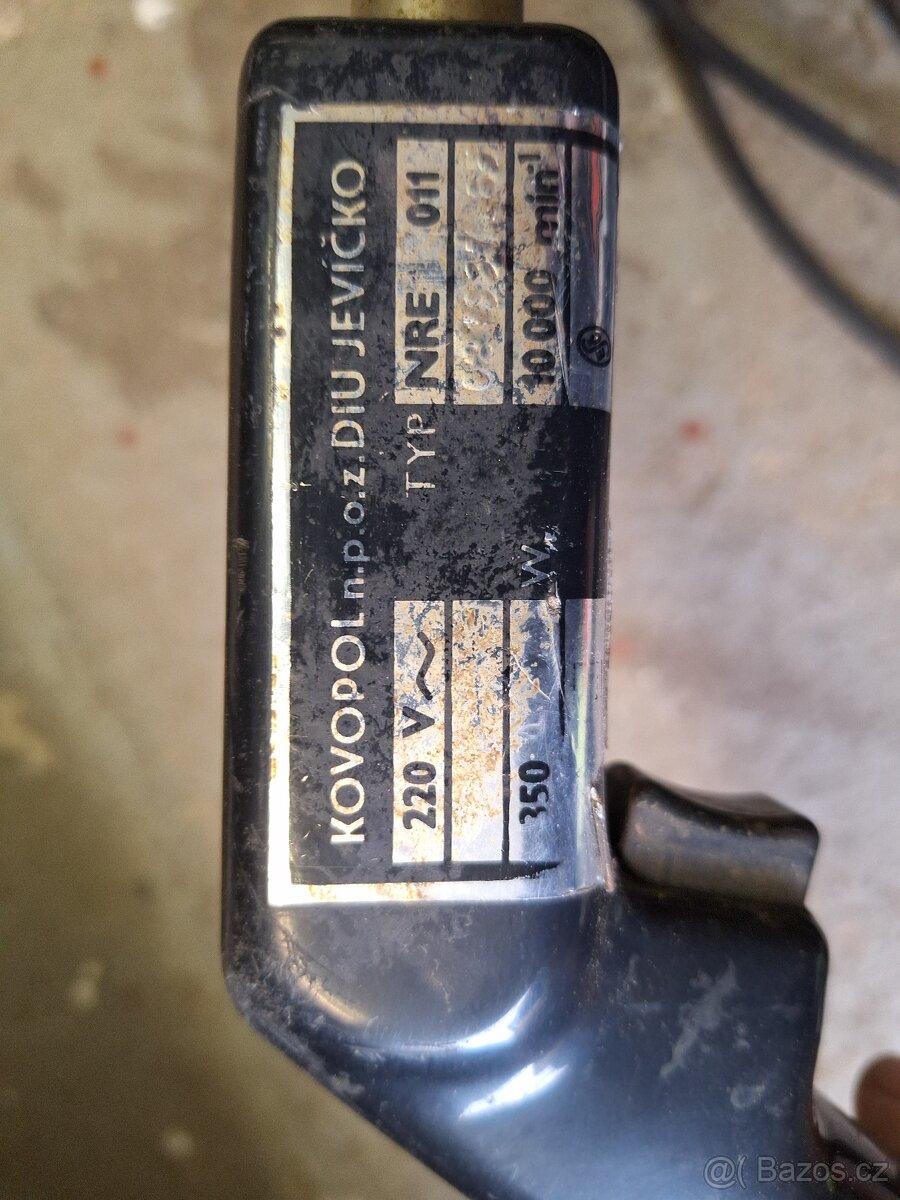 KOVOPOL n.p.o.z. DIU JEVÍČKO
220 V ~ TYP NRE 011
350 W 10 000 min-1
@( Bazos.cz